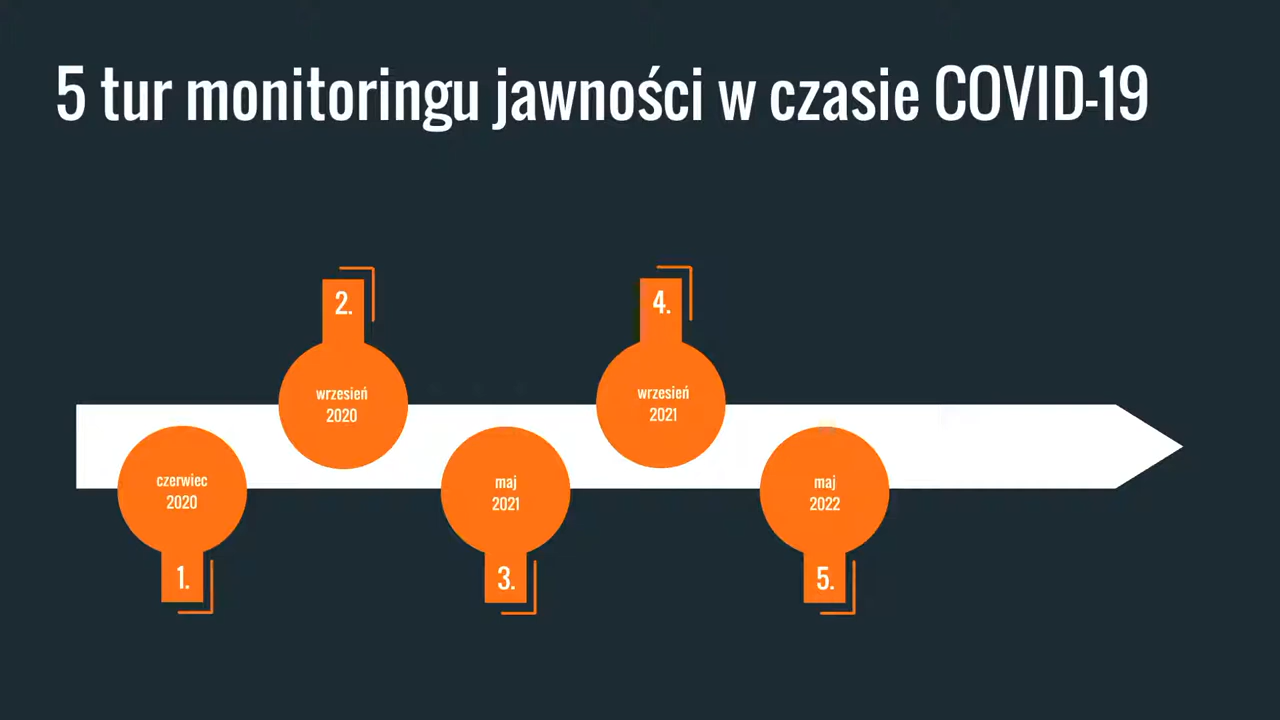 5 tur monitoringu jawności w czasie COVID-19
1.
czerwiec
2020
2.
wrzesień
2020
3.
maj
2021
4.
wrzesień
2021
5.
maj
2022